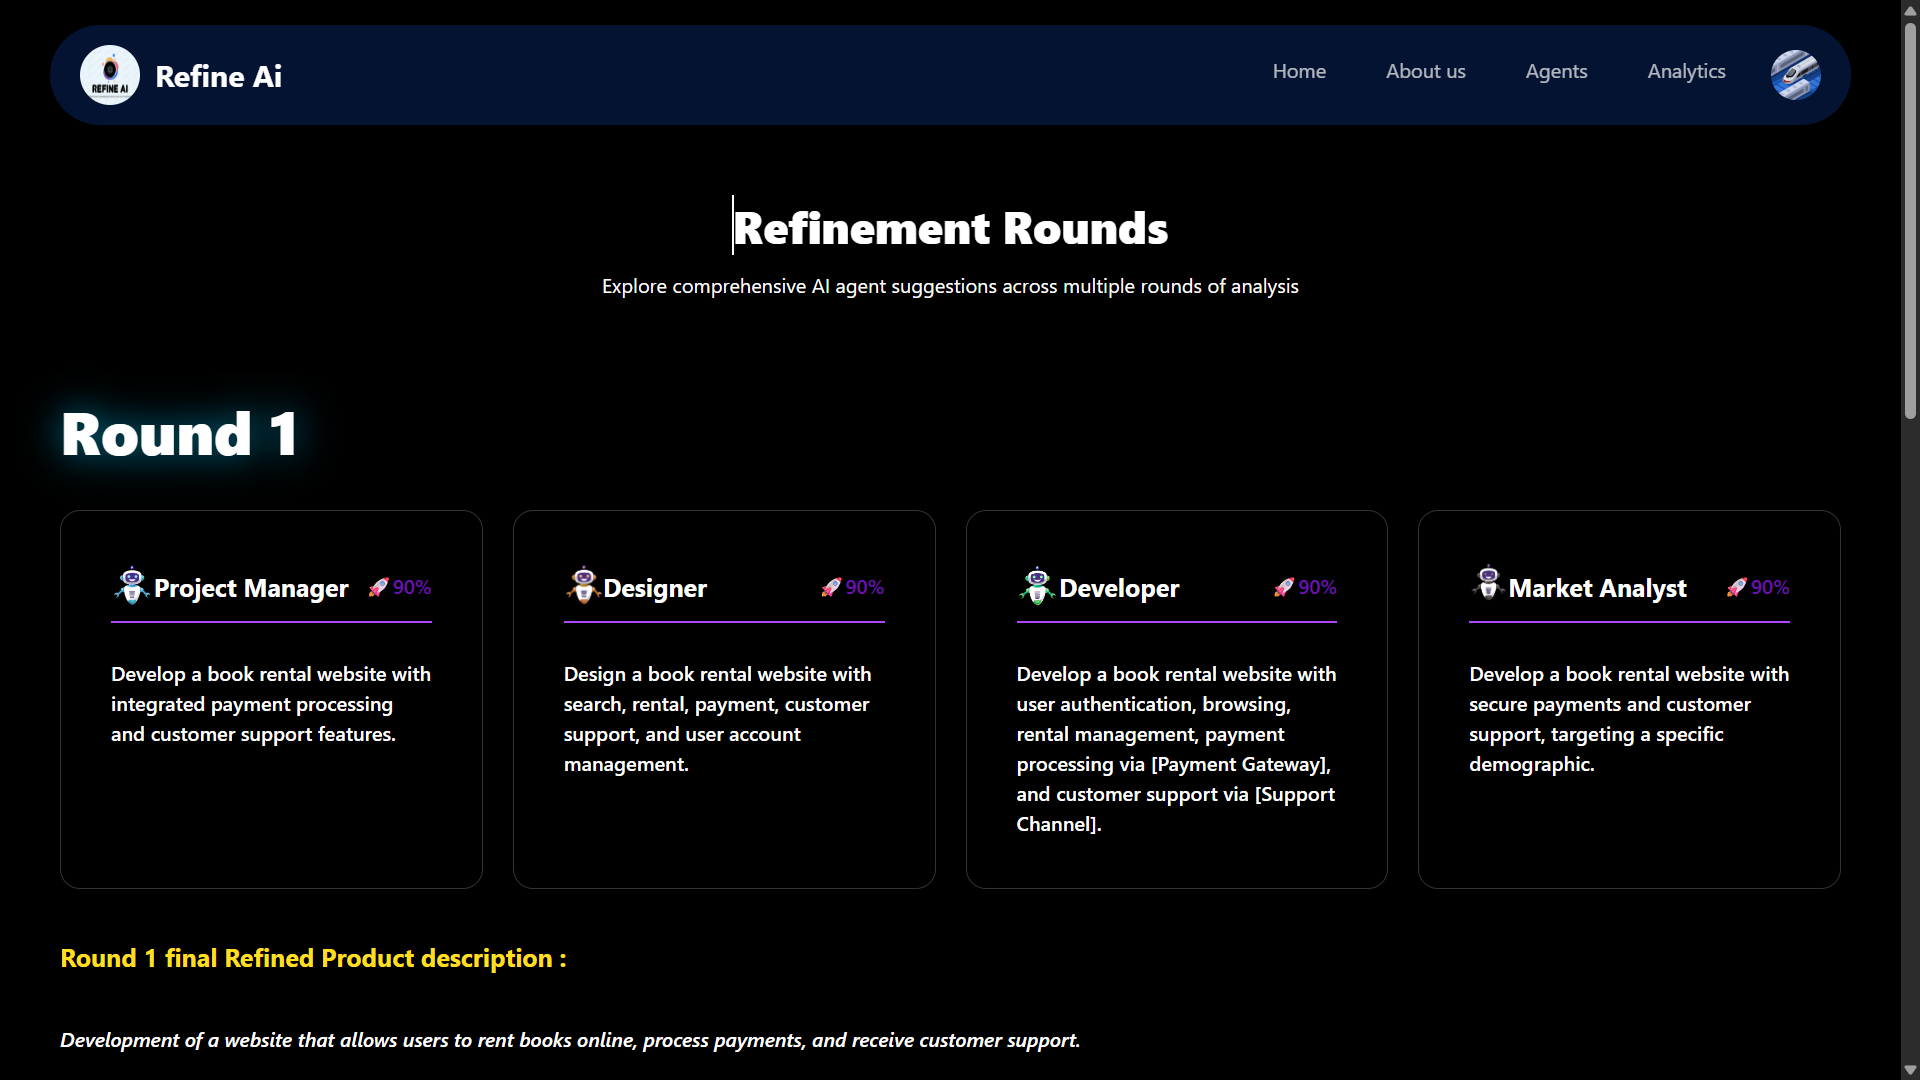 REFINE AI
Refine Ai
Home
About us
Agents
Analytics
Refinement Rounds
Explore comprehensive AI agent suggestions across multiple rounds of analysis
Round 1
Project Manager
90%
Develop a book rental website with
integrated payment processing
and customer support features.
Designer
90%
Design a book rental website with
search, rental, payment, customer
support, and user account
management.
Developer
90%
Develop a book rental website with
user authentication, browsing,
rental management, payment
processing via [Payment Gateway],
and customer support via [Support
Channel].
Market Analyst
90%
Develop a book rental website with
secure payments and customer
support, targeting a specific
demographic.
Round 1 final Refined Product description :
Development of a website that allows users to rent books online, process payments, and receive customer support.